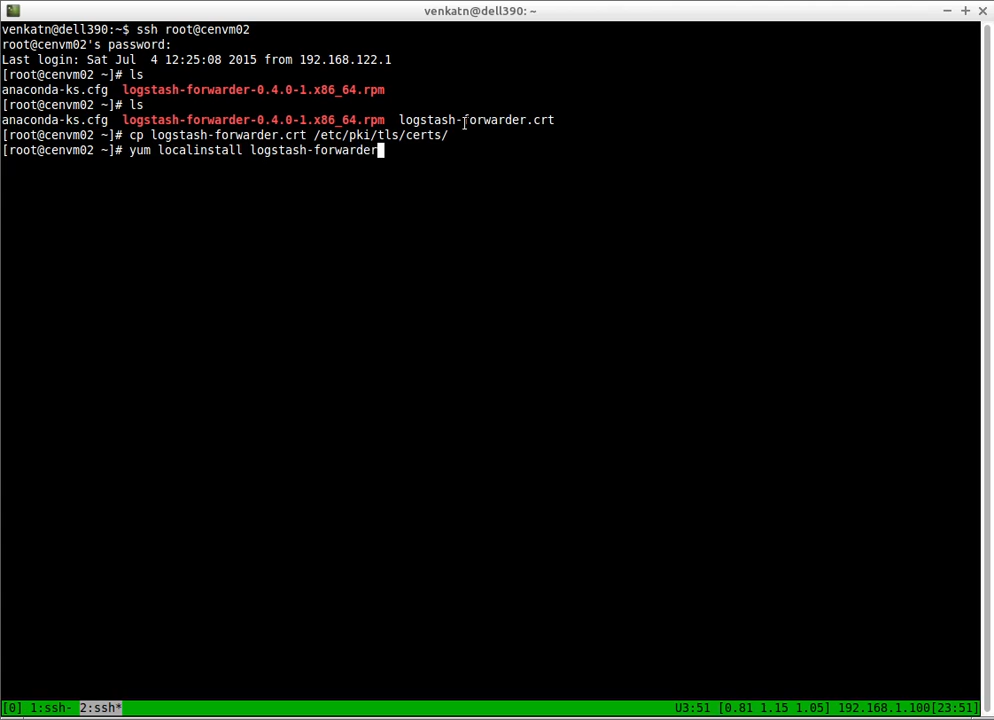 venkatn@dell390: ~
venkatn@dell390:~$ ssh root@cenvm02
root@cenvm02's password:
Last login: Sat Jul  4 12:25:08 2015 from 192.168.122.1
[root@cenvm02 ~]# ls
anaconda-ks.cfg  logstash-forwarder-0.4.0-1.x86_64.rpm
[root@cenvm02 ~]# ls
anaconda-ks.cfg  logstash-forwarder-0.4.0-1.x86_64.rpm  logstash-forwarder.crt
[root@cenvm02 ~]# cp logstash-forwarder.crt /etc/pki/tls/certs/
[root@cenvm02 ~]# yum localinstall logstash-forwarder
[0] 1:ssh- 2:ssh* U3:51 [0.81 1.15 1.05] 192.168.1.100[23:51]